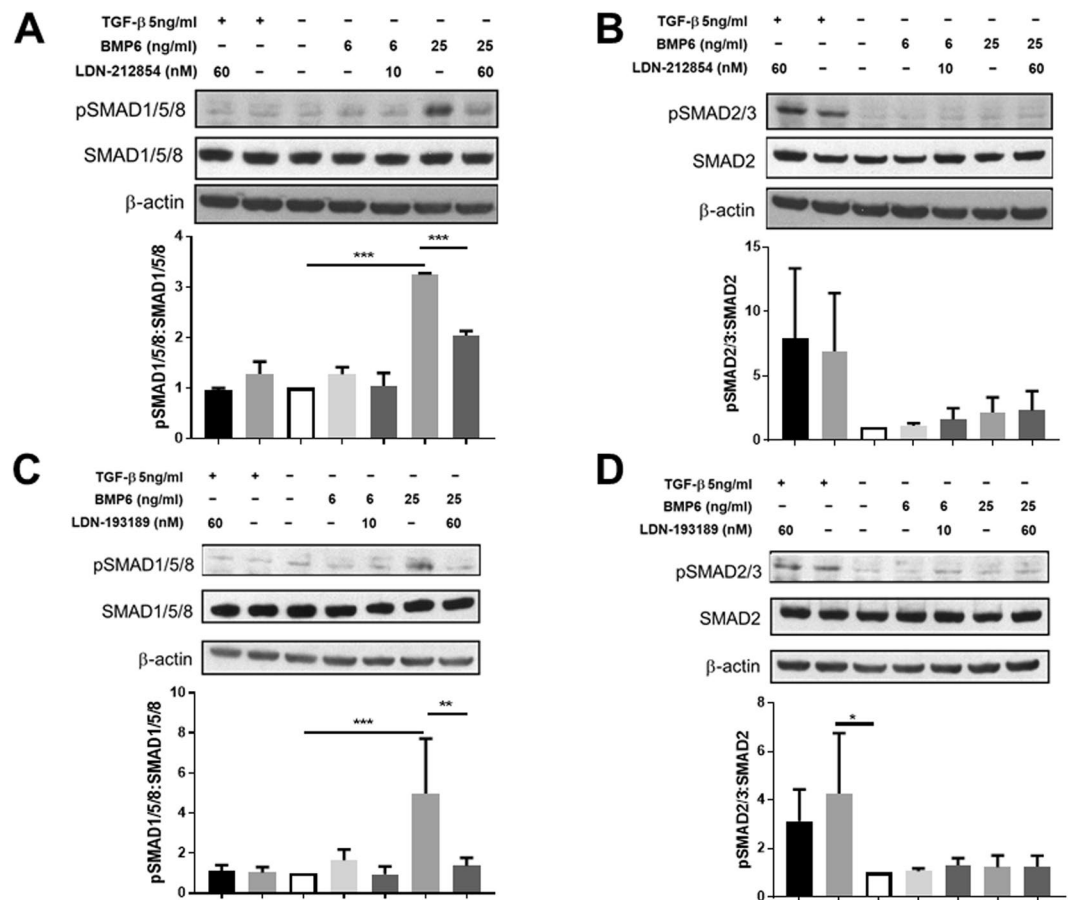 A
TGF-β 5ng/ml + + – – – – –
BMP6 (ng/ml) – – – 6 6 25 25
LDN-212854 (nM) 60 – – – 10 – 60
pSMAD1/5/8
SMAD1/5/8
β-actin
pSMAD1/5/8:SMAD1/5/8
4
3
2
1
0
***
***
B
TGF-β 5ng/ml + + – – – – –
BMP6 (ng/ml) – – – 6 6 25 25
LDN-212854 (nM) 60 – – – 10 – 60
pSMAD2/3
SMAD2
β-actin
pSMAD2/3:SMAD2
15
10
5
0
C
TGF-β 5ng/ml + + – – – – –
BMP6 (ng/ml) – – – 6 6 25 25
LDN-193189 (nM) 60 – – – 10 – 60
pSMAD1/5/8
SMAD1/5/8
β-actin
pSMAD1/5/8:SMAD1/5/8
10
8
6
4
2
0
***
**
D
TGF-β 5ng/ml + + – – – – –
BMP6 (ng/ml) – – – 6 6 25 25
LDN-193189 (nM) 60 – – – 10 – 60
pSMAD2/3
SMAD2
β-actin
pSMAD2/3:SMAD2
8
6
4
2
0
*